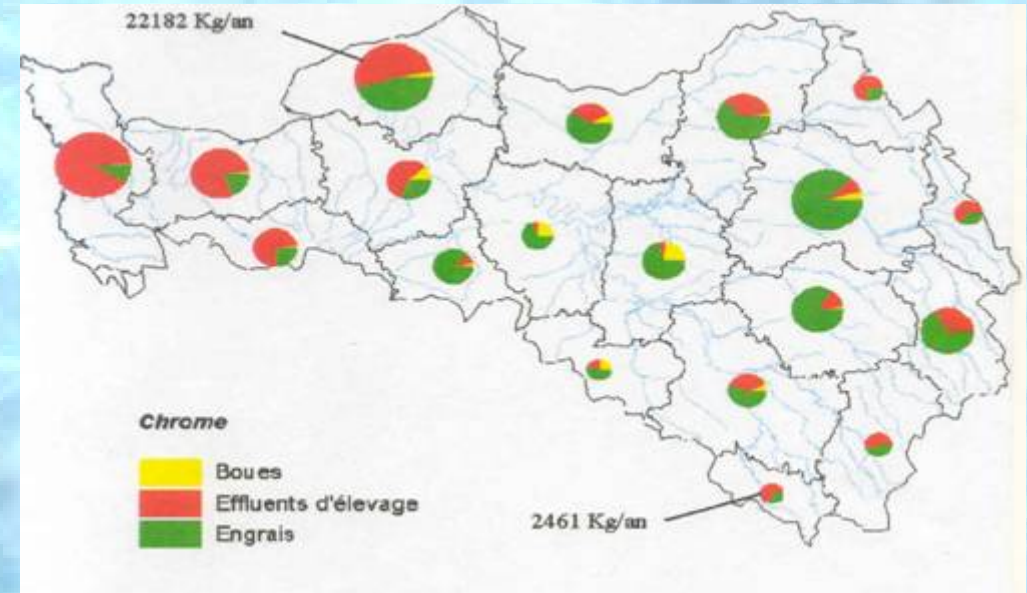 22182 Kg/an
Chrome
Boues
Effluents d'élevage
Engrais
2461 Kg/an